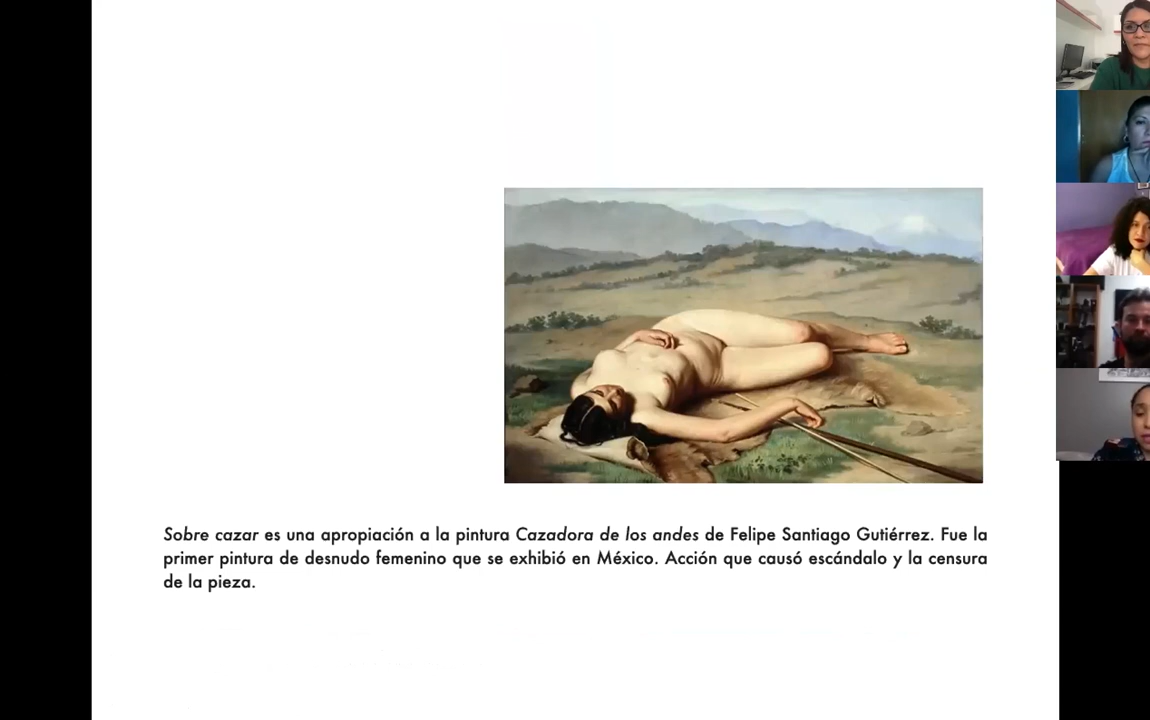 Sobre cazar es una apropiación a la pintura Cazadora de los andes de Felipe Santiago Gutiérrez. Fue la
primer pintura de desnudo femenino que se exhibió en México. Acción que causó escándalo y la censura
de la pieza.